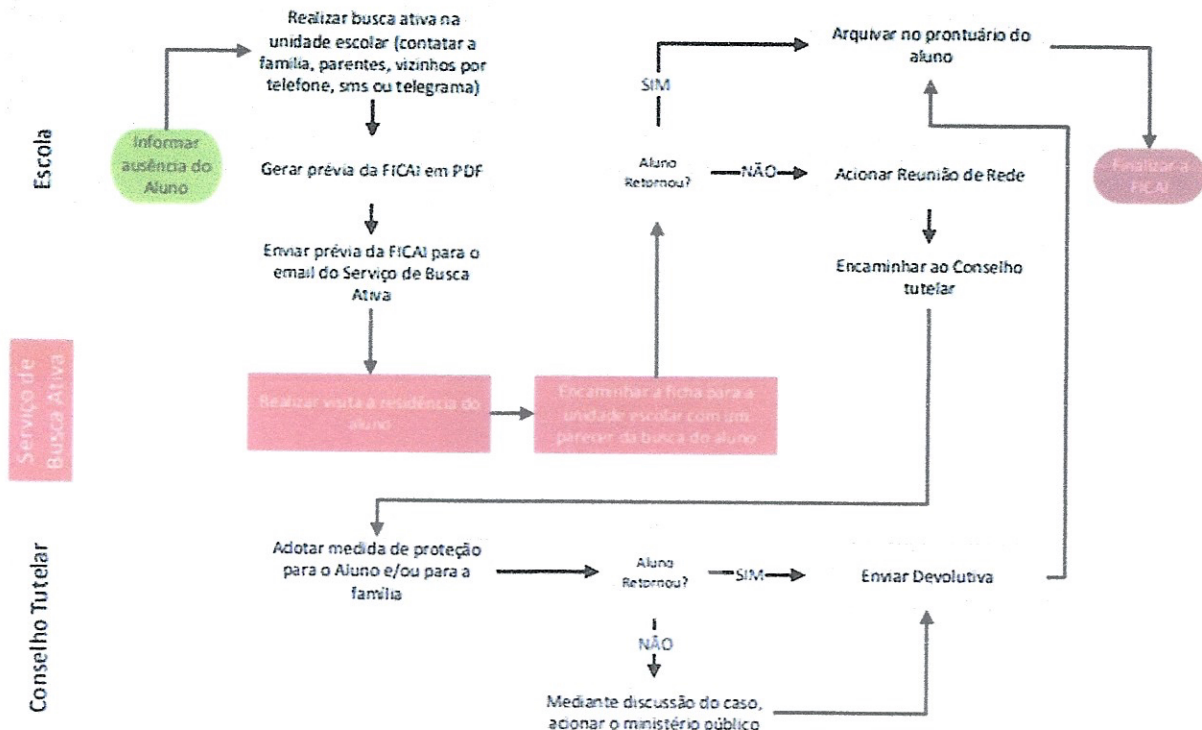 Escola
Informar
ausência do
Aluno
Realizar busca ativa na
unidade escolar (contatar a
família, parentes, vizinhos por
telefone, sms ou telegrama)
Gerar prévia da FICAI em PDF
Enviar prévia da FICAI para o
email do Serviço de Busca
Ativa
SIM
Aluno
Retornou?
NÃO
Arquivar no prontuário do
aluno
Acionar Reunião de Rede
Encaminhar ao Conselho
tutelar
Finalizar a
FICAI
Serviço de
Busca Ativa
Realizar visita a residência do
aluno
Encaminhar a ficha para a
unidade escolar com um
parecer da busca do aluno
Conselho Tutelar
Adotar medida de proteção
para o Aluno e/ou para a
família
Aluno
Retornou?
SIM
Enviar Devolutiva
NÃO
Mediante discussão do caso,
acionar o ministério público